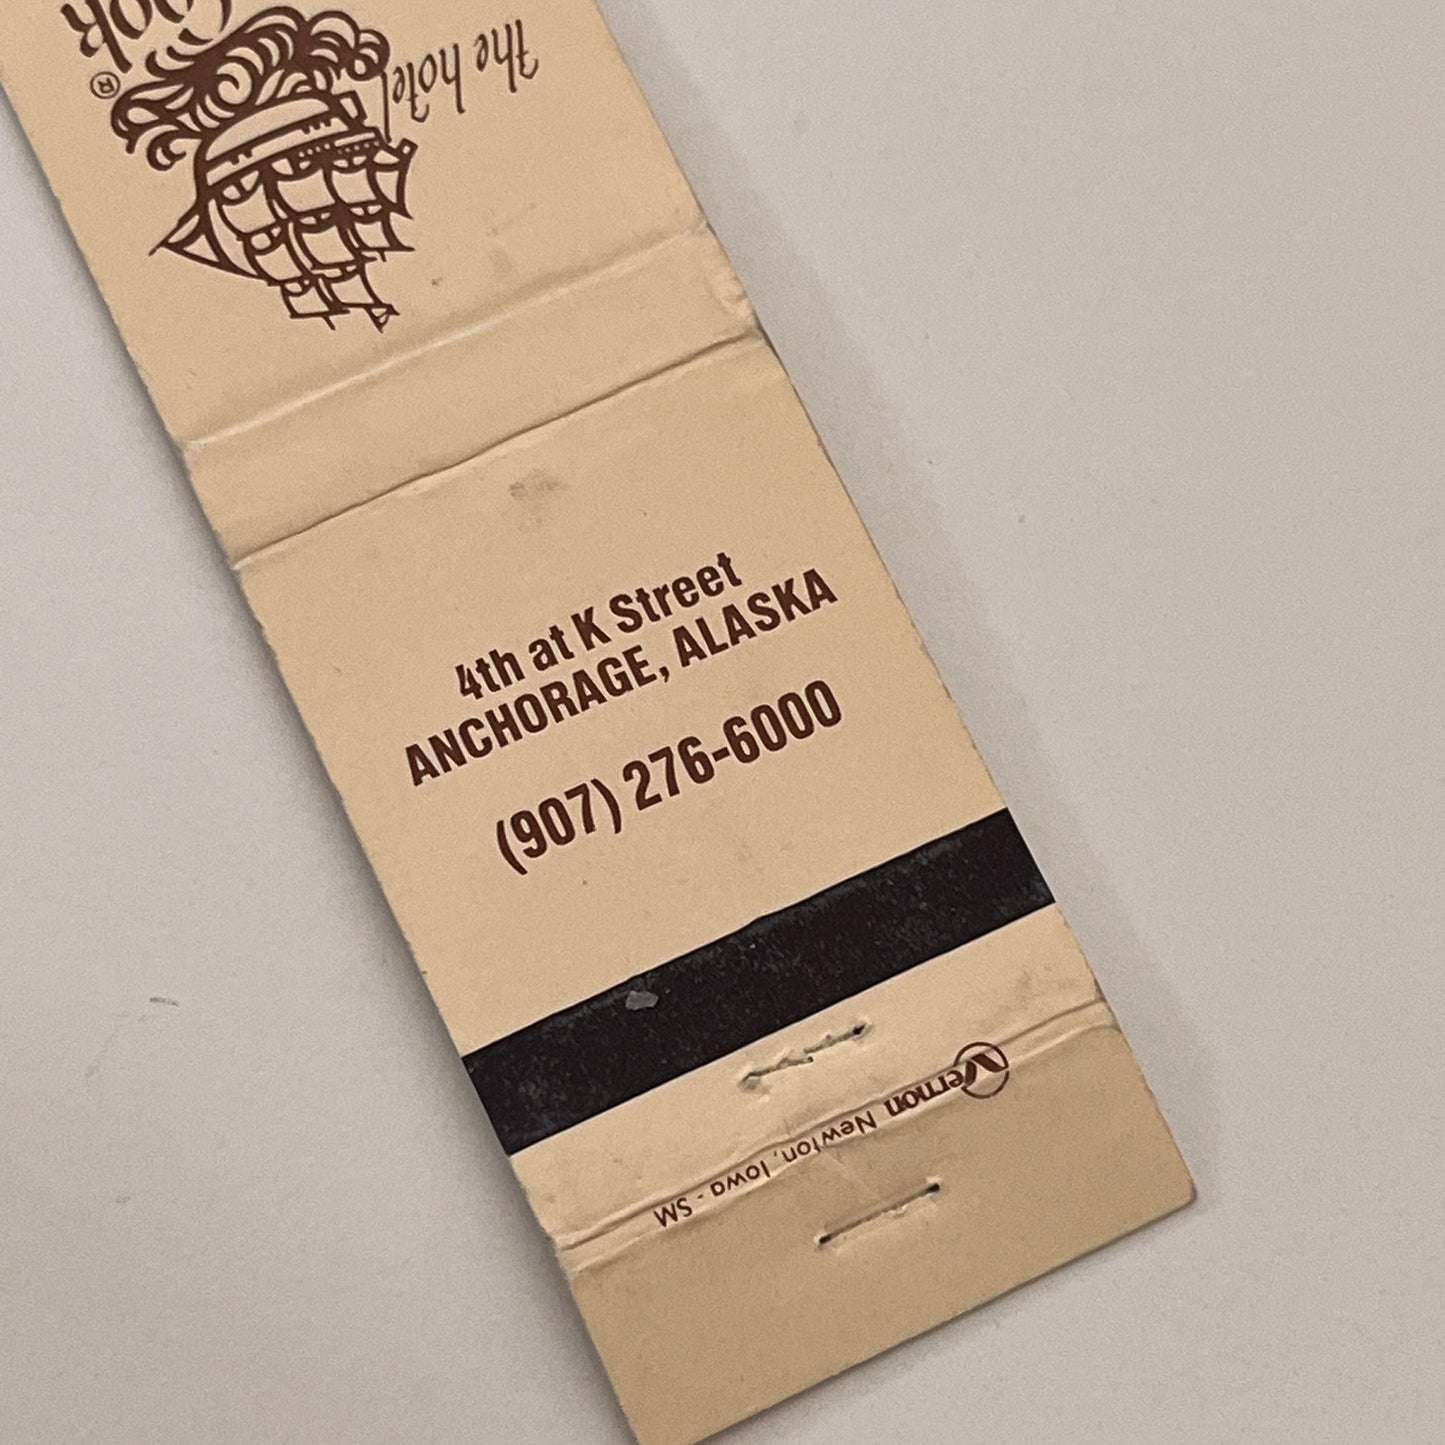 the hotel
®
4th at K Street
ANCHORAGE, ALASKA
(907) 276-6000
Vernon Newton, Iowa - SM